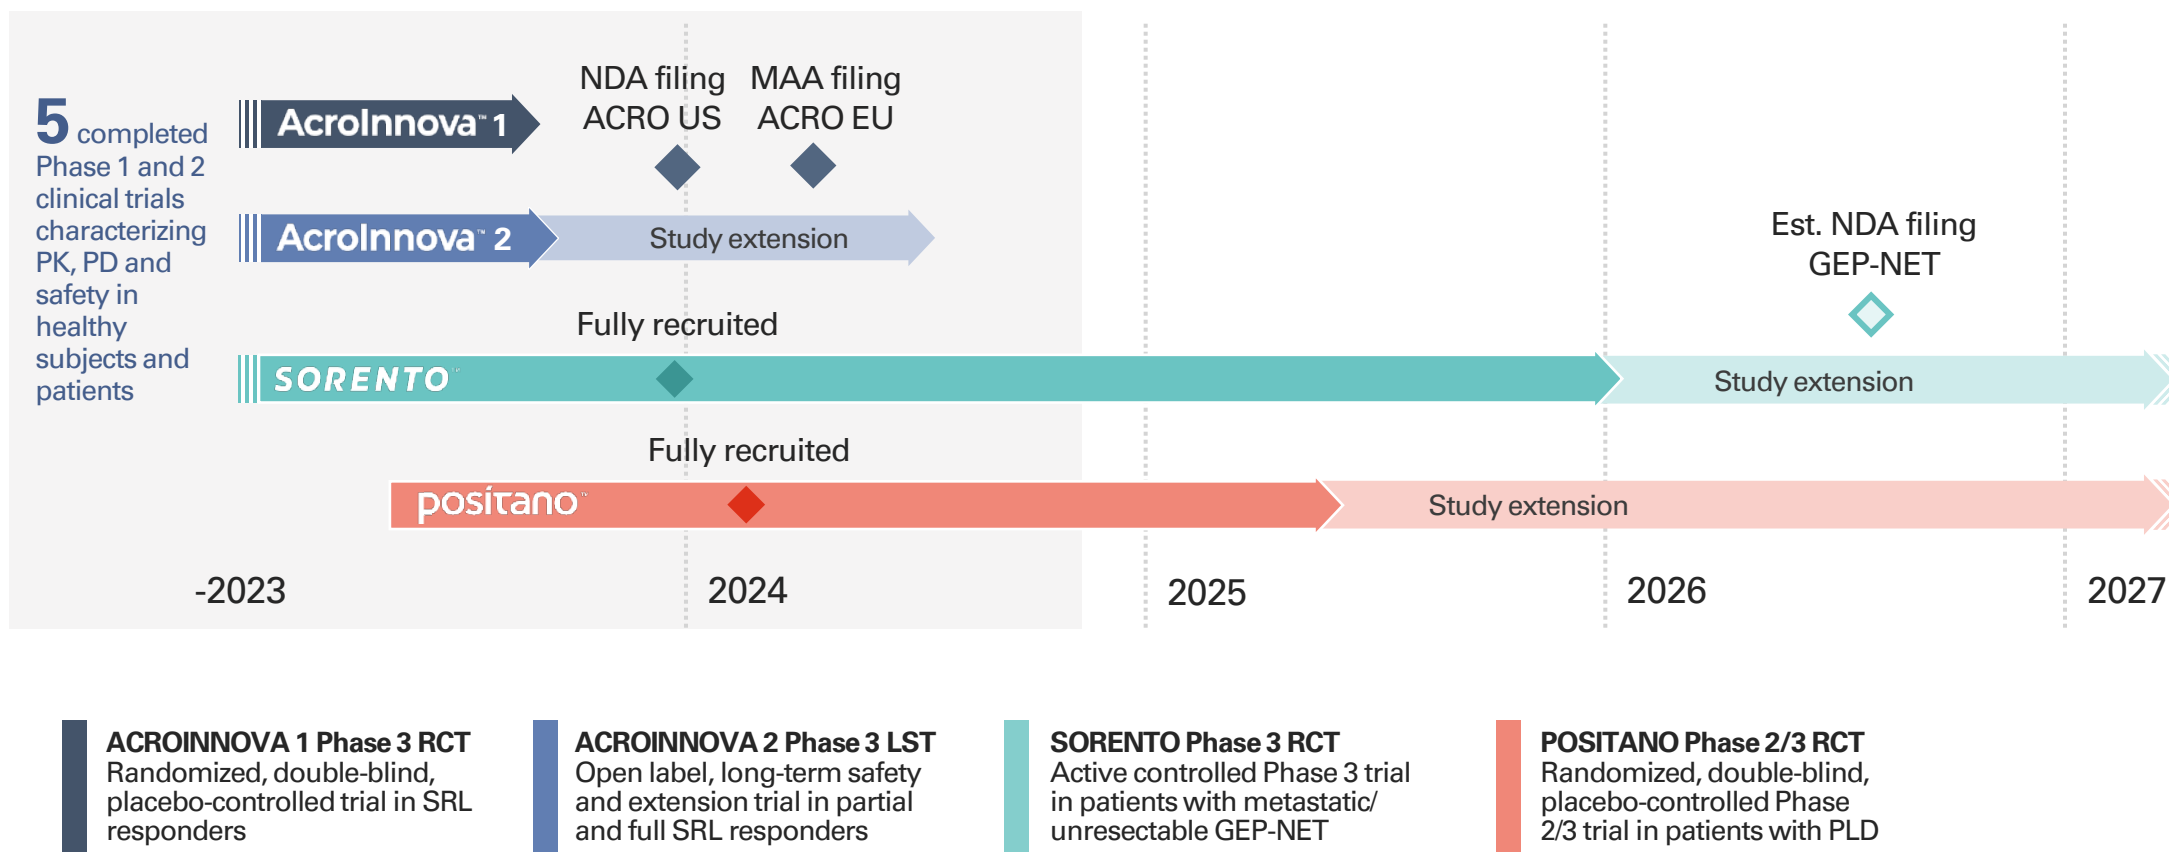 5 completed
Phase 1 and 2
clinical trials
characterizing
PK, PD and
safety in
healthy
subjects and
patients
AcroInnova™ 1
NDA filing
ACRO US
MAA filing
ACRO EU
AcroInnova™ 2
Study extension
Est. NDA filing
GEP-NET
Fully recruited
SORENTO™
Study extension
Fully recruited
positano™
Study extension
-2023
2024
2025
2026
2027
ACROINNOVA 1 Phase 3 RCT
Randomized, double-blind,
placebo-controlled trial in SRL
responders
ACROINNOVA 2 Phase 3 LST
Open label, long-term safety
and extension trial in partial
and full SRL responders
SORENTO Phase 3 RCT
Active controlled Phase 3 trial
in patients with metastatic/
unresectable GEP-NET
POSITANO Phase 2/3 RCT
Randomized, double-blind,
placebo-controlled Phase
2/3 trial in patients with PLD